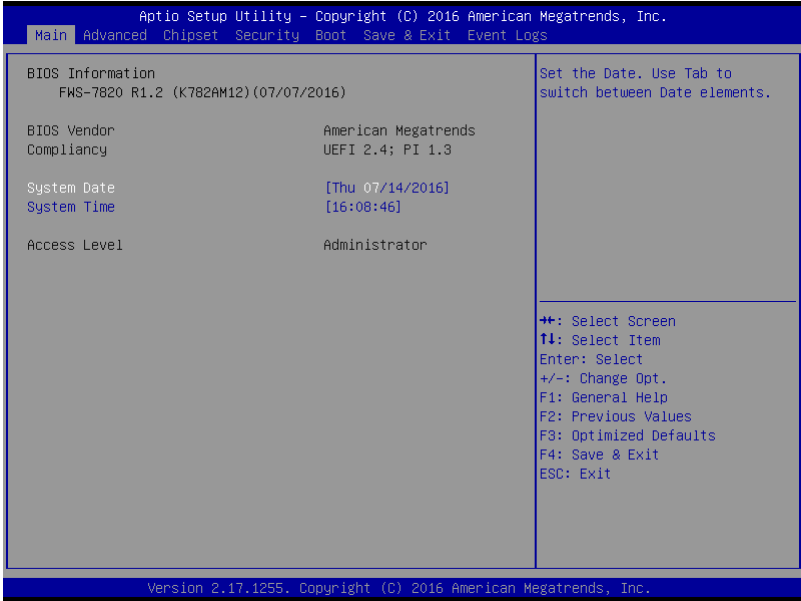 Aptio Setup Utility – Copyright (C) 2016 American Megatrends, Inc.
Main Advanced Chipset Security Boot Save & Exit Event Logs
BIOS Information
FWS-7820 R1.2 (K782AM12)(07/07/2016)
BIOS Vendor American Megatrends
Compliancy UEFI 2.4; PI 1.3
System Date [Thu 07/14/2016]
System Time [16:08:46]
Access Level Administrator
Set the Date. Use Tab to
switch between Date elements.
→←: Select Screen
↑↓: Select Item
Enter: Select
+/-: Change Opt.
F1: General Help
F2: Previous Values
F3: Optimized Defaults
F4: Save & Exit
ESC: Exit
Version 2.17.1255. Copyright (C) 2016 American Megatrends, Inc.